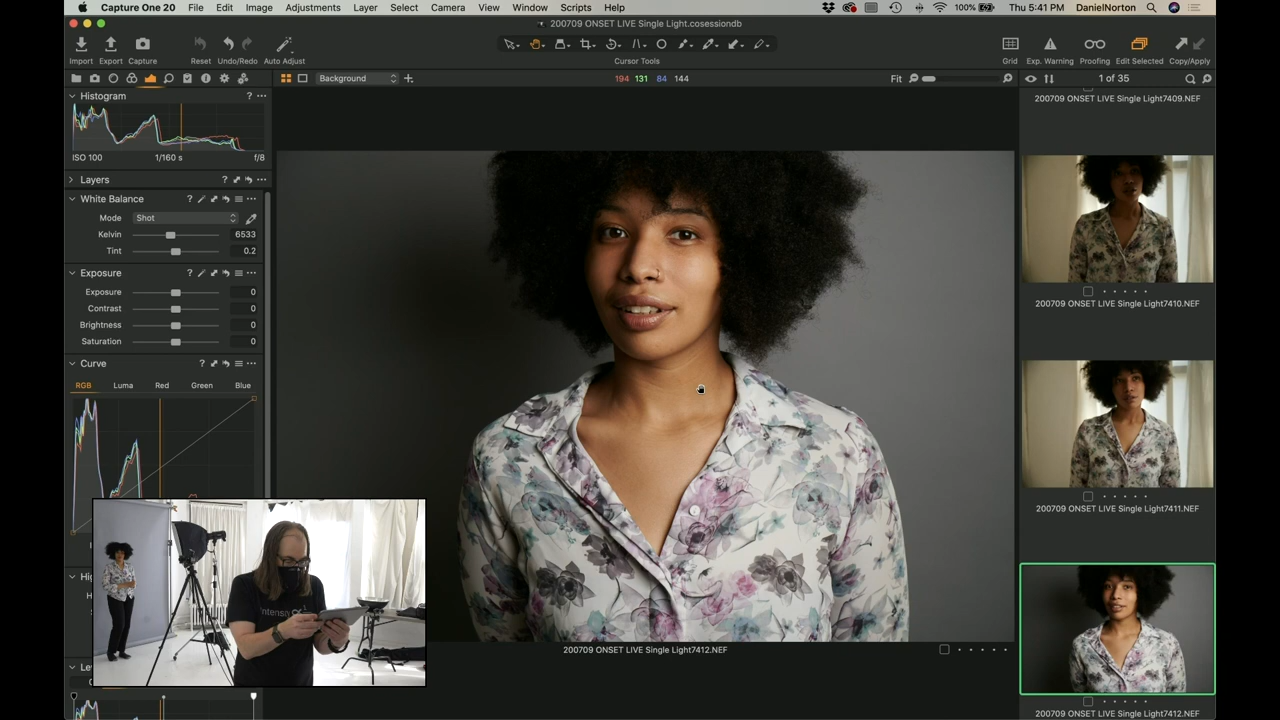 Capture One 20 File Edit Image Adjustments Layer Select Camera View Window Scripts Help 100% Thu 5:41 PM DanielNorton
200709 ONSET LIVE Single Light.cosessiondb
Import Export Capture Reset Undo/Redo Auto Adjust Cursor Tools Grid Exp. Warning Proofing Edit Selected Copy/Apply
Background 194 131 84 144 Fit 1 of 35
Histogram ? ...
ISO 100 1/160 s f/8
Layers ? ...
White Balance ? ...
Mode Shot
Kelvin 6533
Tint 0.2
Exposure ? ...
Exposure 0
Contrast 0
Brightness 0
Saturation 0
Curve ? ...
RGB Luma Red Green Blue
200709 ONSET LIVE Single Light7412.NEF
200709 ONSET LIVE Single Light7409.NEF
200709 ONSET LIVE Single Light7410.NEF
200709 ONSET LIVE Single Light7411.NEF
200709 ONSET LIVE Single Light7412.NEF